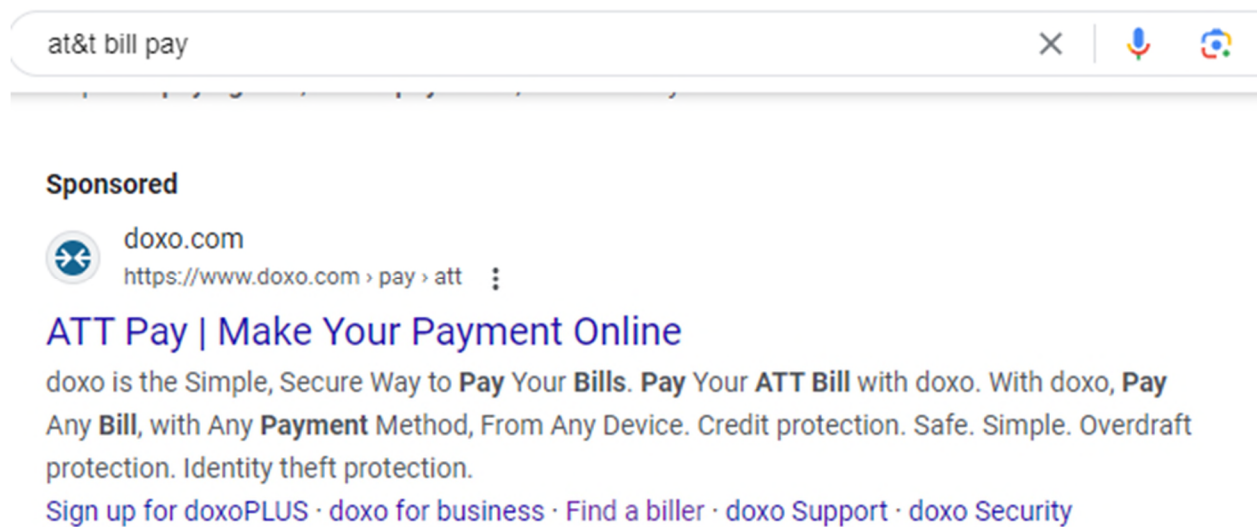 at&t bill pay
Sponsored
doxo.com
https://www.doxo.com › pay › att
ATT Pay | Make Your Payment Online
doxo is the Simple, Secure Way to Pay Your Bills. Pay Your ATT Bill with doxo. With doxo, Pay
Any Bill, with Any Payment Method, From Any Device. Credit protection. Safe. Simple. Overdraft
protection. Identity theft protection.
Sign up for doxoPLUS · doxo for business · Find a biller · doxo Support · doxo Security